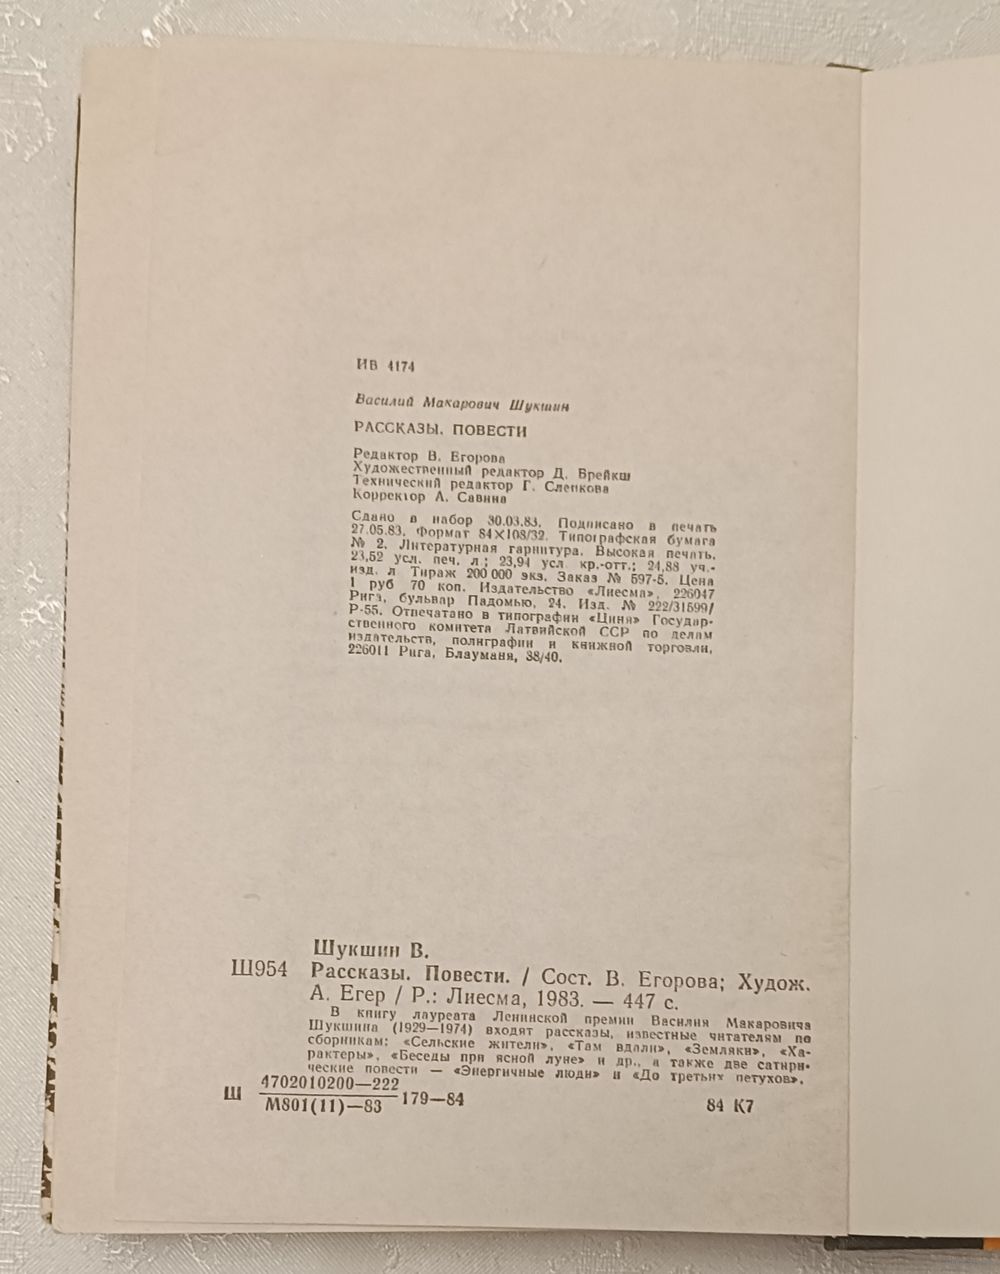 ИВ 4174
Василий Макарович Шукшин
РАССКАЗЫ. ПОВЕСТИ
Редактор В. Егорова
Художественный редактор Д. Брейкш
Технический редактор Г. Слепкова
Корректор А. Савина
Сдано в набор 30.03.83. Подписано в печать
27.05.83. Формат 84×108/32. Типографская бумага
№ 2. Литературная гарнитура. Высокая печать.
23,52 усл. печ. л; 23,94 усл кр.-отт.; 24,88 уч.-
изд. л Тираж 200 000 экз. Заказ № 597-5. Цена
1 руб 70 коп. Издательство «Лиесма», 226047
Рига, бульвар Падомью, 24. Изд. № 222/31599/
Р-55. Отпечатано в типографии «Циня» Государ-
ственного комитета Латвийской ССР по делам
издательств, полиграфии и книжной торговли,
226011 Рига, Блауманя, 38/40.
Шукшин В.
Ш954 Рассказы. Повести. / Сост. В. Егорова; Худож.
А. Егер / Р.: Лиесма, 1983. — 447 с.
В книгу лауреата Ленинской премии Василия Макаровича
Шукшина (1929—1974) входят рассказы, известные читателям по
сборникам: «Сельские жители», «Там вдали», «Земляки», «Ха-
рактеры», «Беседы при ясной луне» и др., а также две сатири-
ческие повести — «Энергичные люди» и «До третьих петухов».
Ш 4702010200—222
М801(11)—83 179—84
84 К7